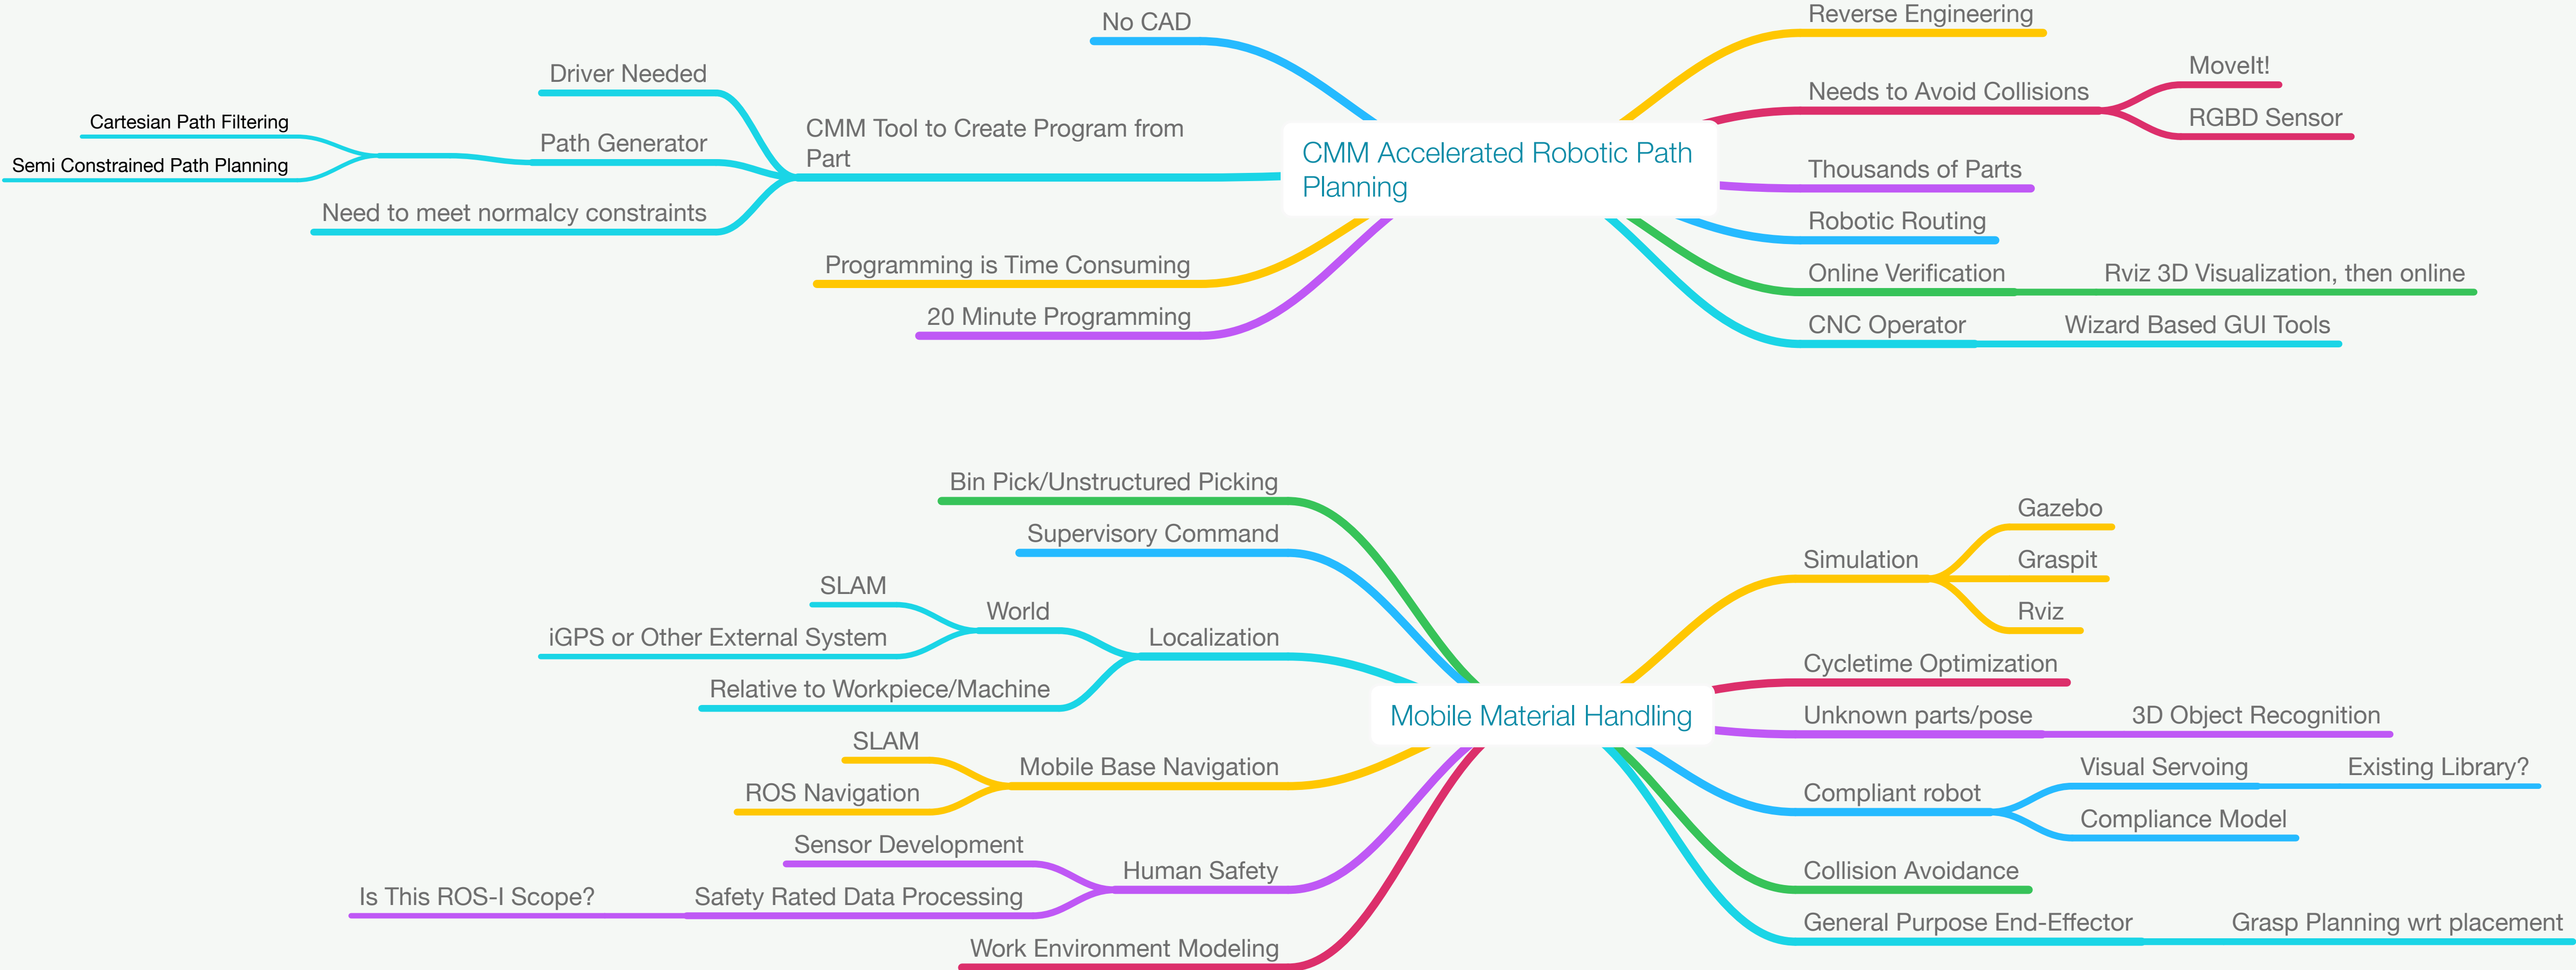 No CAD
Driver Needed
Cartesian Path Filtering
Path Generator
Semi Constrained Path Planning
Need to meet normalcy constraints
CMM Tool to Create Program from
Part
Programming is Time Consuming
20 Minute Programming
CMM Accelerated Robotic Path
Planning
Reverse Engineering
Needs to Avoid Collisions
MoveIt!
RGBD Sensor
Thousands of Parts
Robotic Routing
Online Verification
Rviz 3D Visualization, then online
CNC Operator
Wizard Based GUI Tools
Bin Pick/Unstructured Picking
Supervisory Command
SLAM
World
iGPS or Other External System
Localization
Relative to Workpiece/Machine
SLAM
Mobile Base Navigation
ROS Navigation
Sensor Development
Human Safety
Is This ROS-I Scope?
Safety Rated Data Processing
Work Environment Modeling
Mobile Material Handling
Simulation
Gazebo
Graspit
Rviz
Cycletime Optimization
Unknown parts/pose
3D Object Recognition
Compliant robot
Visual Servoing
Existing Library?
Compliance Model
Collision Avoidance
General Purpose End-Effector
Grasp Planning wrt placement